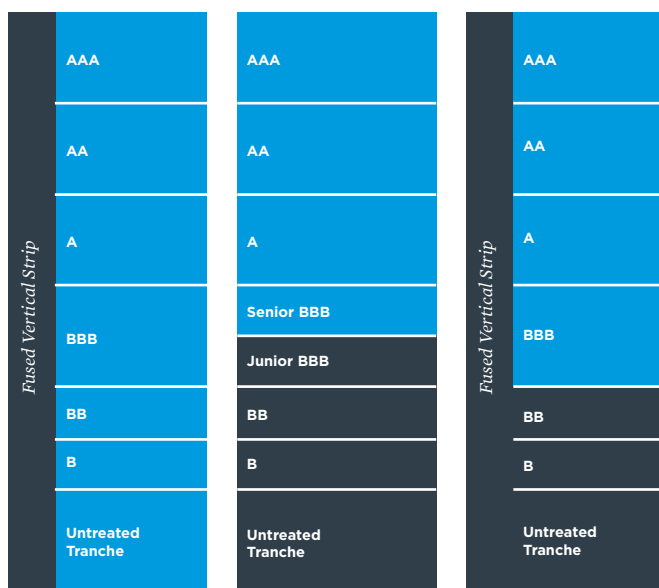 Fused Vertical Strip
AAA
AA
A
BBB
BB
B
Untreated
Tranche
AAA
AA
A
Senior BBB
Junior BBB
BB
B
Untreated
Tranche
Fused Vertical Strip
AAA
AA
A
BBB
BB
B
Untreated
Tranche